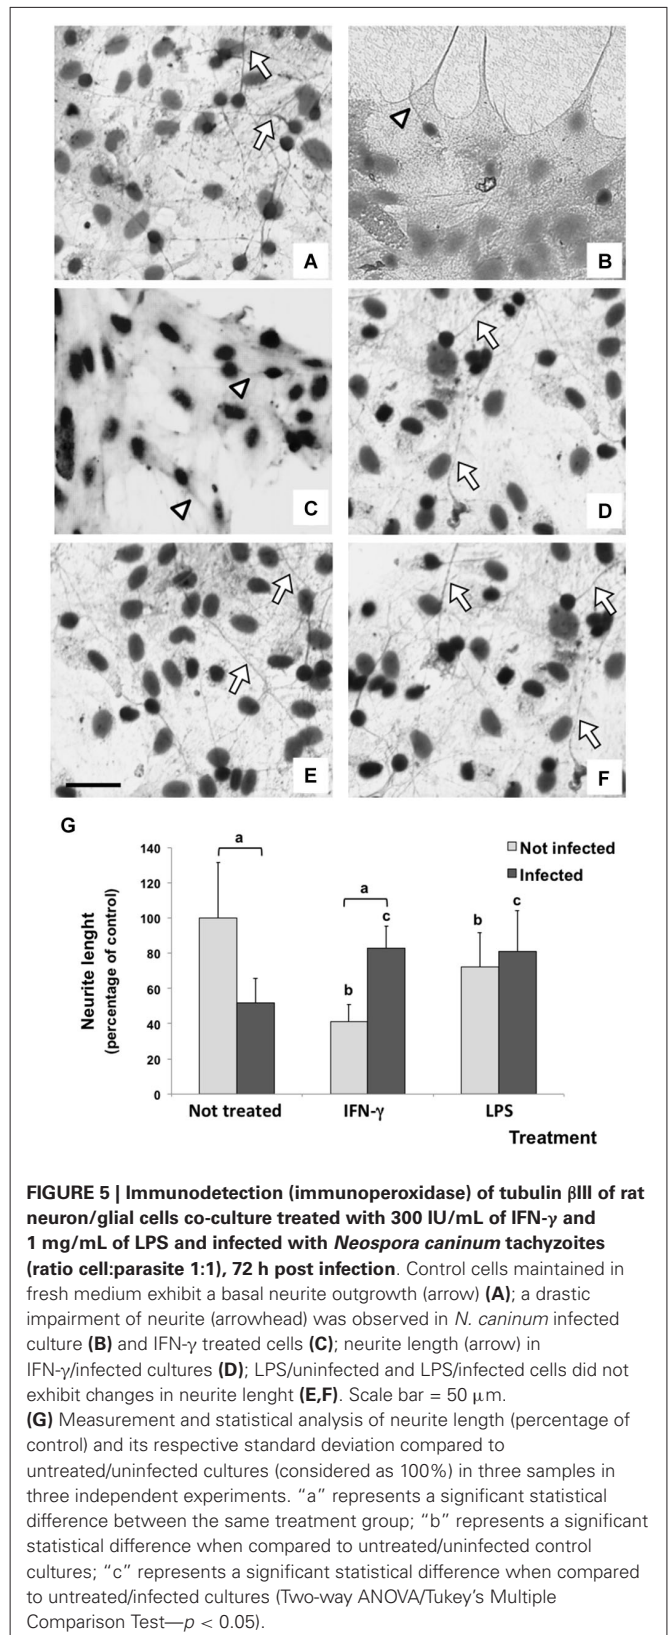 A
B
C
D
E
F
G
140
120
100
80
60
40
20
0
Neurite lenght
(percentage of control)
a
a
b
c
b
c
Not infected
Infected
Not treated
IFN-γ
LPS
Treatment
FIGURE 5 | Immunodetection (immunoperoxidase) of tubulin βIII of rat
neuron/glial cells co-culture treated with 300 IU/mL of IFN-γ and
1 mg/mL of LPS and infected with Neospora caninum tachyzoites
(ratio cell:parasite 1:1), 72 h post infection. Control cells maintained in
fresh medium exhibit a basal neurite outgrowth (arrow) (A); a drastic
impairment of neurite (arrowhead) was observed in N. caninum infected
culture (B) and IFN-γ treated cells (C); neurite length (arrow) in
IFN-γ/infected cultures (D); LPS/uninfected and LPS/infected cells did not
exhibit changes in neurite lenght (E,F). Scale bar = 50 μm.
(G) Measurement and statistical analysis of neurite length (percentage of
control) and its respective standard deviation compared to
untreated/uninfected cultures (considered as 100%) in three samples in
three independent experiments. “a” represents a significant statistical
difference between the same treatment group; “b” represents a significant
statistical difference when compared to untreated/uninfected control
cultures; “c” represents a significant statistical difference when compared
to untreated/infected cultures (Two-way ANOVA/Tukey’s Multiple
Comparison Test—p < 0.05).